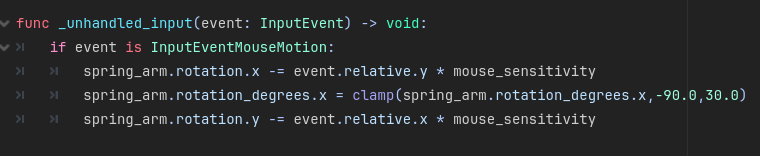 func _unhandled_input(event: InputEvent) -> void:
if event is InputEventMouseMotion:
spring_arm.rotation.x -= event.relative.y * mouse_sensitivity
spring_arm.rotation_degrees.x = clamp(spring_arm.rotation_degrees.x,-90.0,30.0)
spring_arm.rotation.y -= event.relative.x * mouse_sensitivity